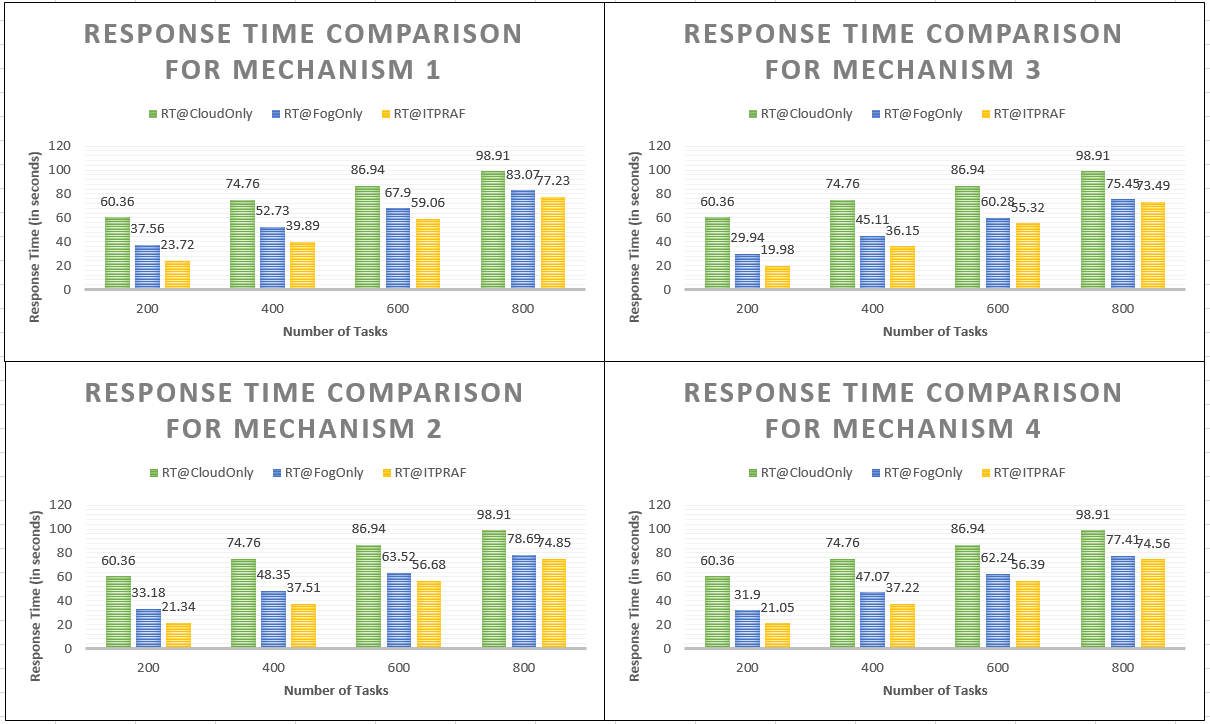 RESPONSE TIME COMPARISON
FOR MECHANISM 1
RT@CloudOnly RT@FogOnly RT@ITPRAF
Response Time (in seconds)
120
100
80
60
40
20
0
60.36 37.56 23.72
74.76 52.73 39.89
86.94 67.9 59.06
98.91 83.07 77.23
200 400 600 800
Number of Tasks
RESPONSE TIME COMPARISON
FOR MECHANISM 3
RT@CloudOnly RT@FogOnly RT@ITPRAF
Response Time (in seconds)
120
100
80
60
40
20
0
60.36 29.94 19.98
74.76 45.11 36.15
86.94 60.28 55.32
98.91 75.45 73.49
200 400 600 800
Number of Tasks
RESPONSE TIME COMPARISON
FOR MECHANISM 2
RT@CloudOnly RT@FogOnly RT@ITPRAF
Response Time (in seconds)
120
100
80
60
40
20
0
60.36 33.18 21.34
74.76 48.35 37.51
86.94 63.52 56.68
98.91 78.69 74.85
200 400 600 800
Number of Tasks
RESPONSE TIME COMPARISON
FOR MECHANISM 4
RT@CloudOnly RT@FogOnly RT@ITPRAF
Response Time (in seconds)
120
100
80
60
40
20
0
60.36 31.9 21.05
74.76 47.07 37.22
86.94 62.24 56.39
98.91 77.41 74.56
200 400 600 800
Number of Tasks